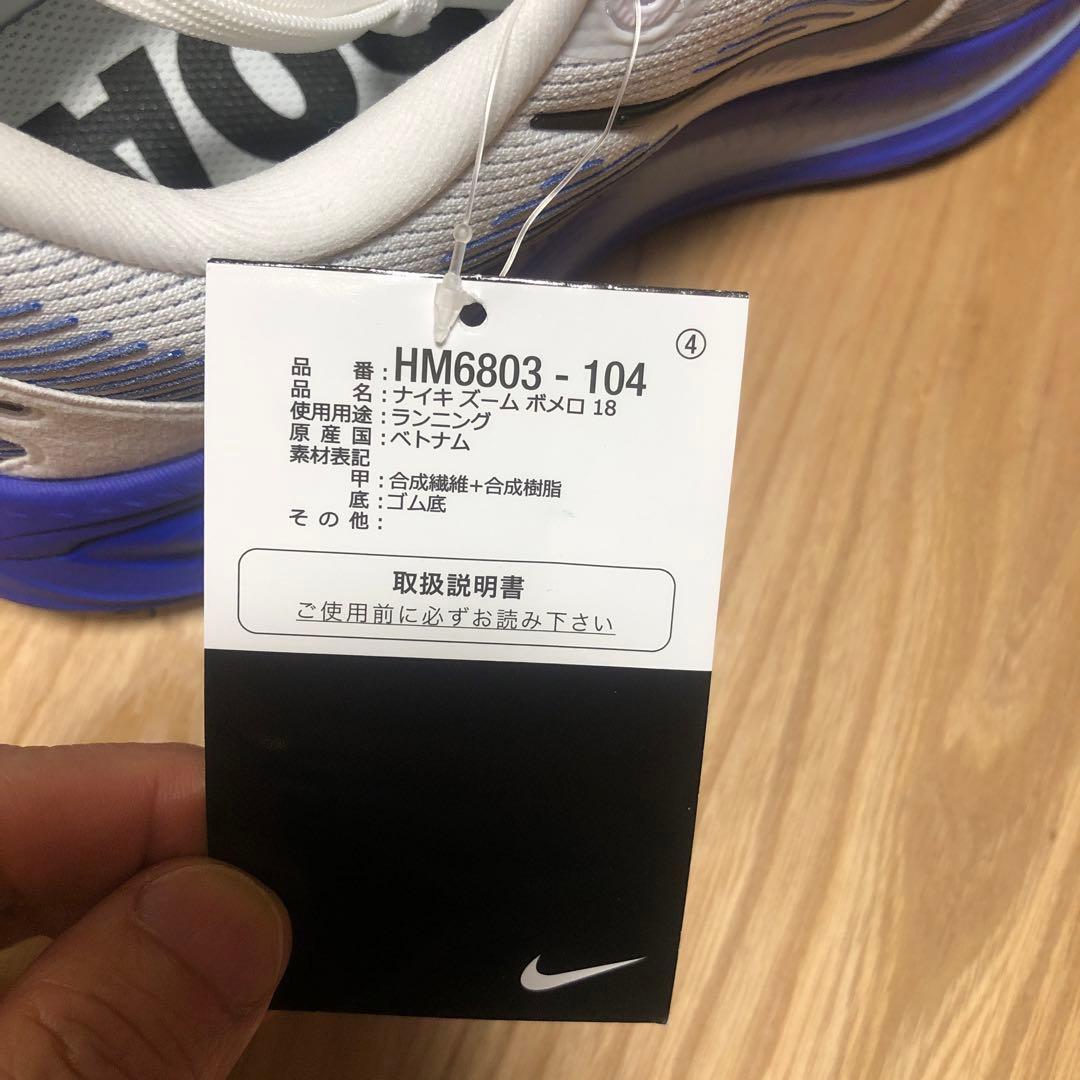 ④
品番:HM6803 - 104
品名:ナイキ ズーム ボメロ 18
使用用途:ランニング
原産国:ベトナム
素材表記
甲:合成繊維+合成樹脂
底:ゴム底
その他:
取扱説明書
ご使用前に必ずお読み下さい